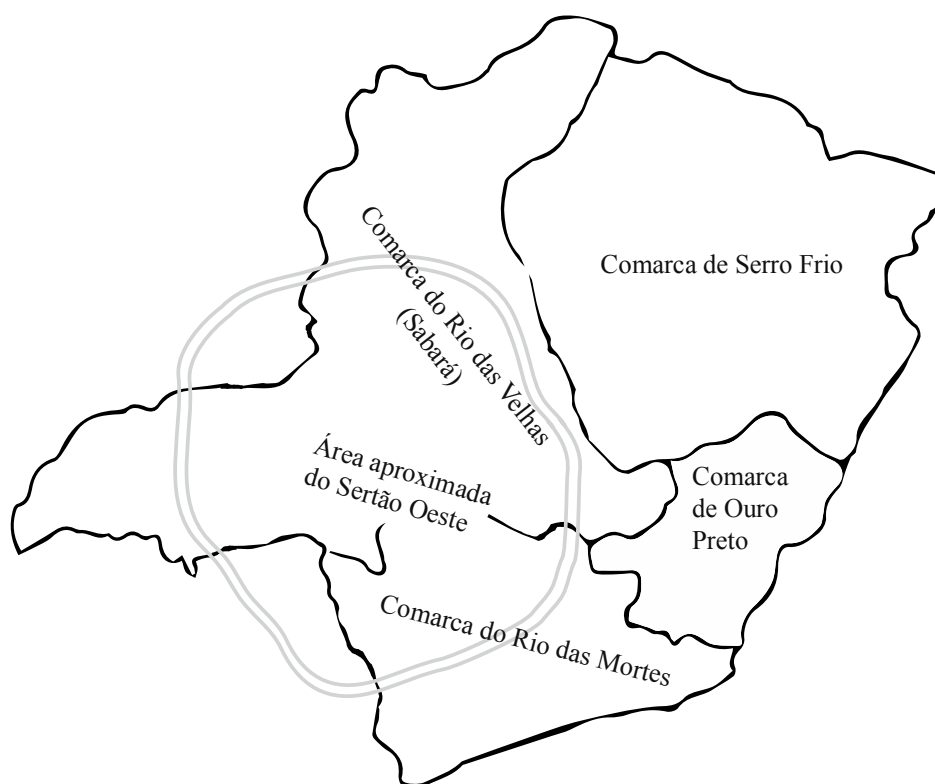 Comarca do Rio das Velhas
(Sabará)
Comarca de Serro Frio
Área aproximada
do Sertão Oeste
Comarca
de Ouro
Preto
Comarca do Rio das Mortes